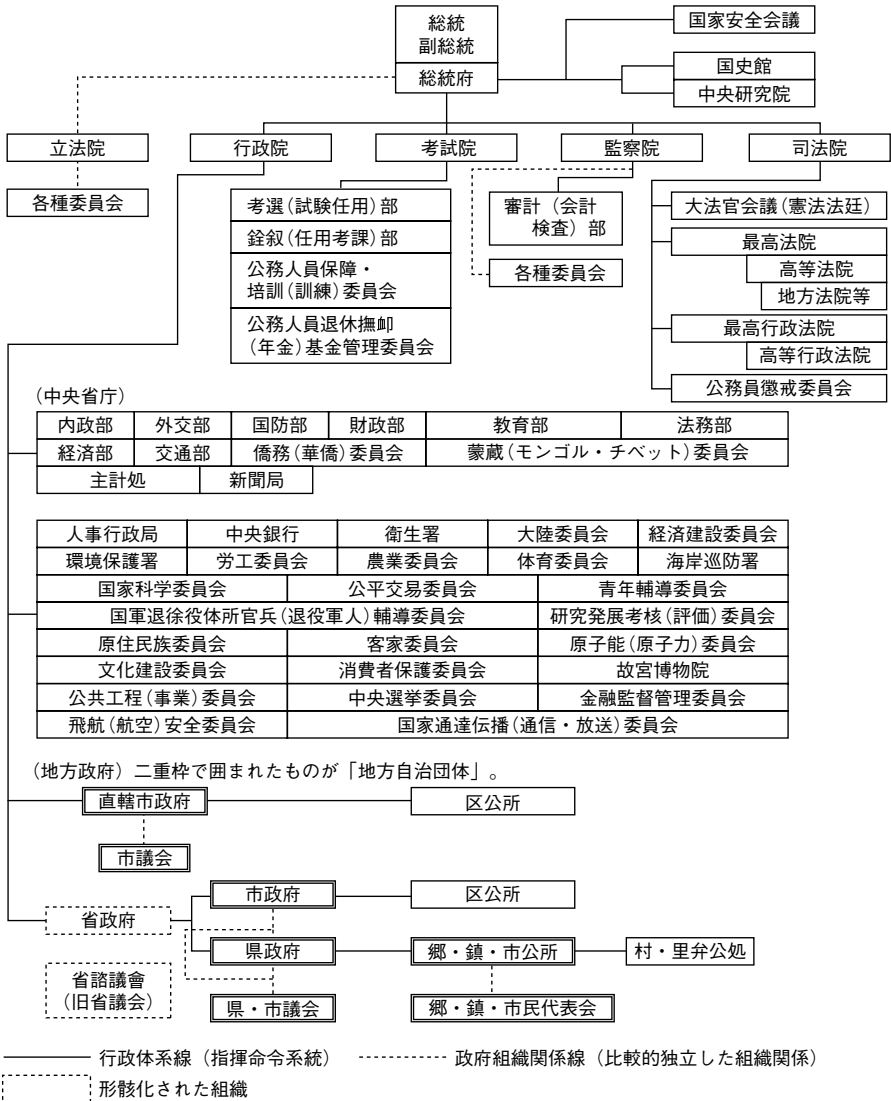 総統
副総統
総統府
国家安全会議
国史館
中央研究院
立法院
行政院
考試院
監察院
司法院
各種委員会
考選(試験任用)部
銓叙(任用考課)部
公務人員保障・
培訓(訓練)委員会
公務人員退休撫卹
(年金)基金管理委員会
審計(会計
検査)部
各種委員会
大法官会議(憲法法廷)
最高法院
高等法院
地方法院等
最高行政法院
高等行政法院
公務員懲戒委員会
(中央省庁)
内政部 外交部 国防部 財政部 教育部 法務部
経済部 交通部 僑務(華僑)委員会 蒙蔵(モンゴル・チベット)委員会
主計処 新聞局
人事行政局 中央銀行 衛生署 大陸委員会 経済建設委員会
環境保護署 労工委員会 農業委員会 体育委員会 海岸巡防署
国家科学委員会 公平交易委員会 青年輔導委員会
国軍退徐役体所官兵(退役軍人)輔導委員会 研究発展考核(評価)委員会
原住民族委員会 客家委員会 原子能(原子力)委員会
文化建設委員会 消費者保護委員会 故宮博物院
公共工程(事業)委員会 中央選挙委員会 金融監督管理委員会
飛航(航空)安全委員会 国家通達伝播(通信・放送)委員会
(地方政府)二重枠で囲まれたものが「地方自治団体」。
直轄市政府 区公所
市議会
市政府 区公所
省政府
県政府 郷・鎮・市公所 村・里弁公処
省諮議會
(旧省議会)
県・市議会 郷・鎮・市民代表会
行政体系線(指揮命令系統) 政府組織関係線(比較的独立した組織関係)
形骸化された組織